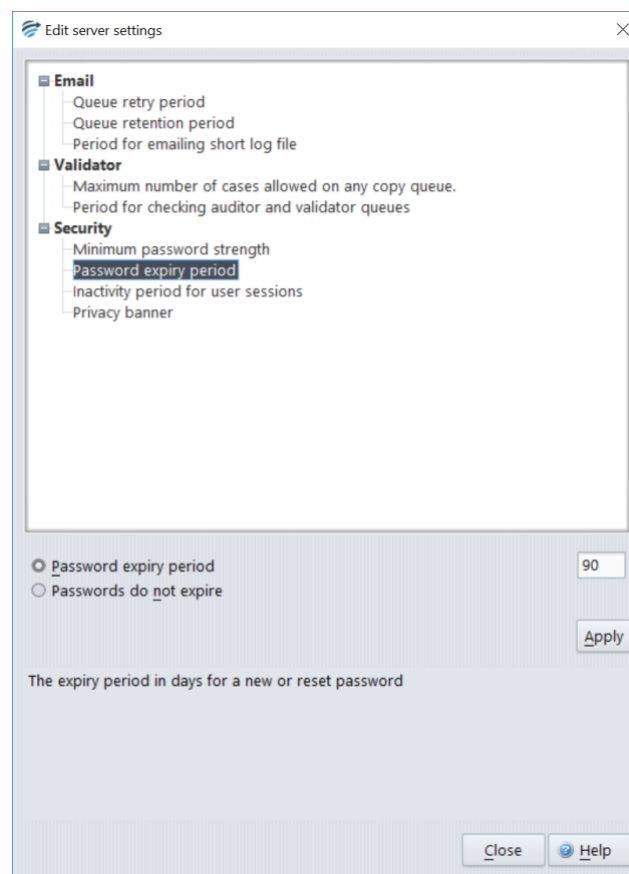 Edit server settings
Email
Queue retry period
Queue retention period
Period for emailing short log file
Validator
Maximum number of cases allowed on any copy queue.
Period for checking auditor and validator queues
Security
Minimum password strength
Password expiry period
Inactivity period for user sessions
Privacy banner
Password expiry period 90
Passwords do not expire
Apply
The expiry period in days for a new or reset password
Close Help